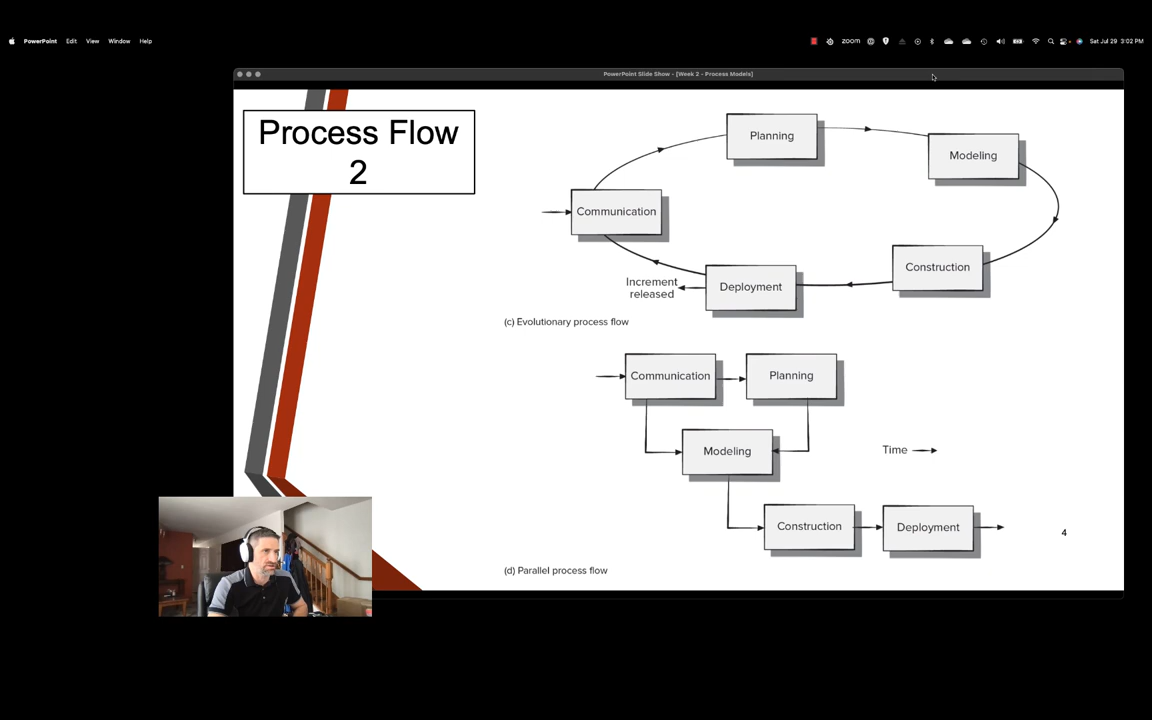 PowerPoint Edit View Window Help
zoom
Sat Jul 29 3:02 PM
PowerPoint Slide Show - [Week 2 - Process Models]
Process Flow
2
Planning
Modeling
Communication
Construction
Deployment
Increment
released
(c) Evolutionary process flow
Communication
Planning
Modeling
Time
Construction
Deployment
4
(d) Parallel process flow